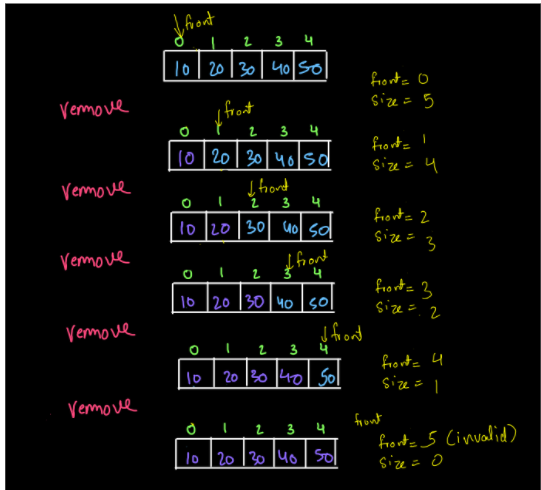 front
0 1 2 3 4
10 20 30 40 50
front = 0
size = 5
remove
front
0 1 2 3 4
10 20 30 40 50
front = 1
size = 4
remove
front
0 1 2 3 4
10 20 30 40 50
front = 2
size = 3
remove
front
0 1 2 3 4
10 20 30 40 50
front = 3
size = 2
remove
front
0 1 2 3 4
10 20 30 40 50
front = 4
size = 1
remove
front
0 1 2 3 4
10 20 30 40 50
front = 5 (invalid)
size = 0